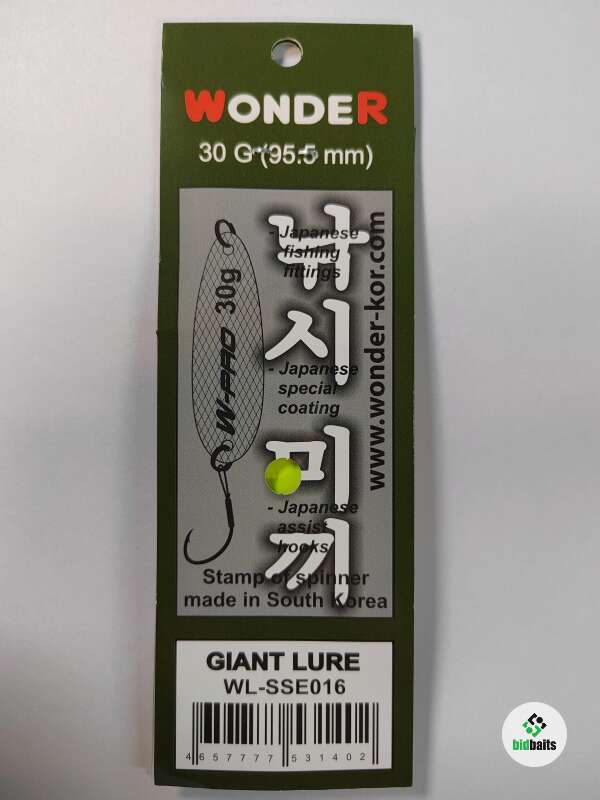 WONDER
30 G (95.5 mm)
낚시미끼
- Japanese
fishing
fittings
- Japanese
special
coating
- Japanese
assist
hooks
W-PRO 30g
www.wonder-kor.com
Stamp of spinner
made in South Korea
GIANT LURE
WL-SSE016
4 657777 531402
bidbaits